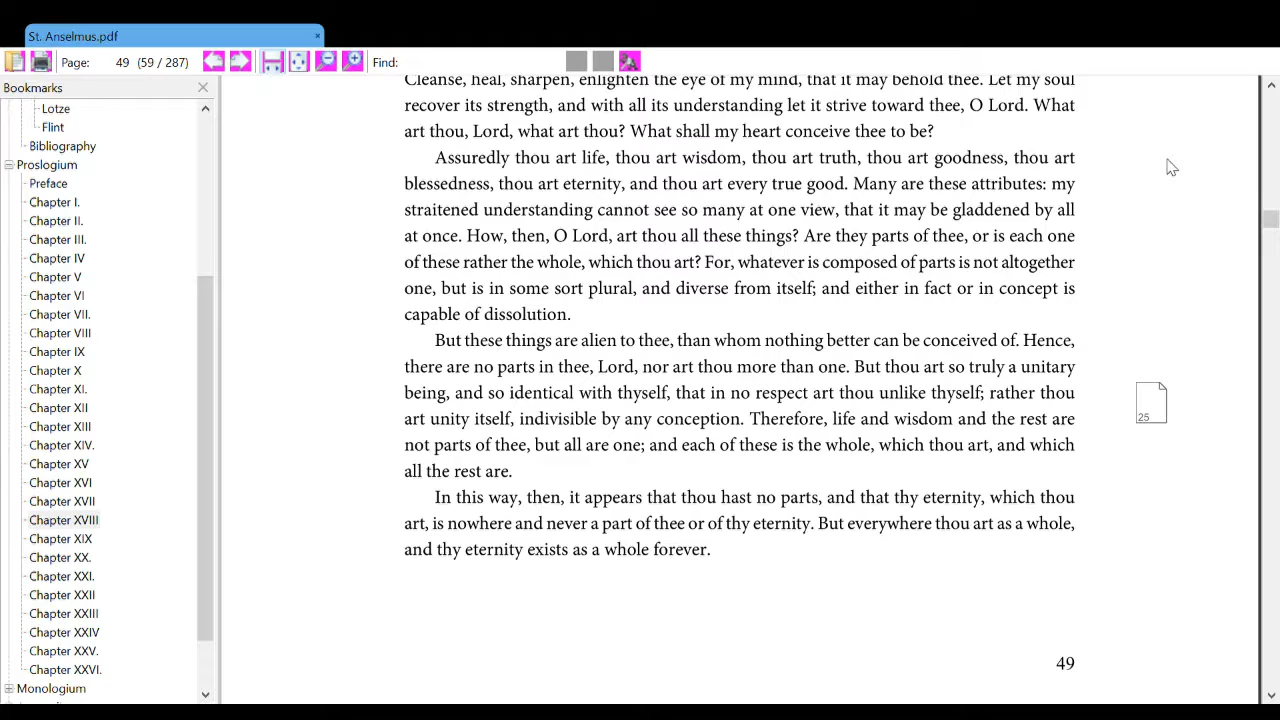 St. Anselmus.pdf ×
Page: 49 (59 / 287) Find:
Bookmarks
Lotze
Flint
Bibliography
Proslogium
Preface
Chapter I.
Chapter II.
Chapter III.
Chapter IV
Chapter V
Chapter VI
Chapter VII.
Chapter VIII
Chapter IX
Chapter X
Chapter XI.
Chapter XII
Chapter XIII
Chapter XIV.
Chapter XV
Chapter XVI
Chapter XVII
Chapter XVIII
Chapter XIX
Chapter XX.
Chapter XXI.
Chapter XXII
Chapter XXIII
Chapter XXIV
Chapter XXV.
Chapter XXVI.
Monologium
Cleanse, heal, sharpen, enlighten the eye of my mind, that it may behold thee. Let my soul
recover its strength, and with all its understanding let it strive toward thee, O Lord. What
art thou, Lord, what art thou? What shall my heart conceive thee to be?
Assuredly thou art life, thou art wisdom, thou art truth, thou art goodness, thou art
blessedness, thou art eternity, and thou art every true good. Many are these attributes: my
straitened understanding cannot see so many at one view, that it may be gladdened by all
at once. How, then, O Lord, art thou all these things? Are they parts of thee, or is each one
of these rather the whole, which thou art? For, whatever is composed of parts is not altogether
one, but is in some sort plural, and diverse from itself; and either in fact or in concept is
capable of dissolution.
But these things are alien to thee, than whom nothing better can be conceived of. Hence,
there are no parts in thee, Lord, nor art thou more than one. But thou art so truly a unitary
being, and so identical with thyself, that in no respect art thou unlike thyself; rather thou
art unity itself, indivisible by any conception. Therefore, life and wisdom and the rest are
not parts of thee, but all are one; and each of these is the whole, which thou art, and which
all the rest are.
In this way, then, it appears that thou hast no parts, and that thy eternity, which thou
art, is nowhere and never a part of thee or of thy eternity. But everywhere thou art as a whole,
and thy eternity exists as a whole forever.
25
49